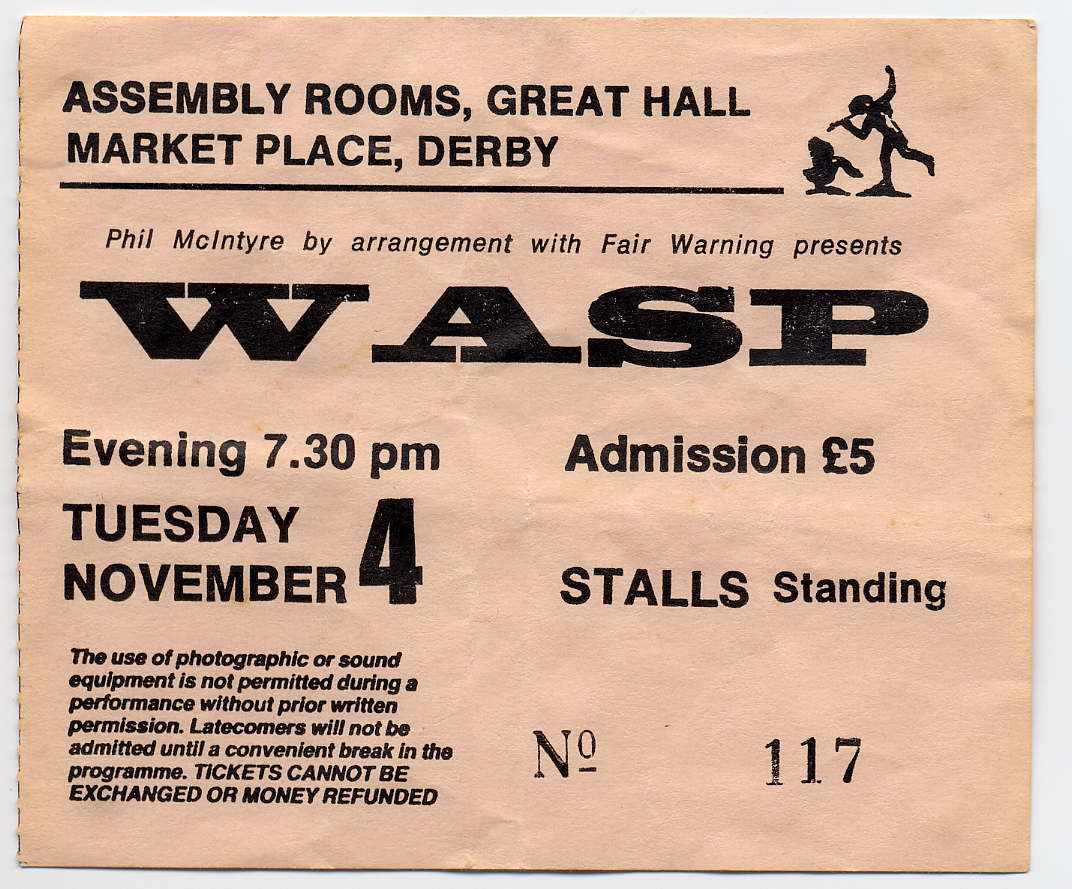 ASSEMBLY ROOMS, GREAT HALL
MARKET PLACE, DERBY
Phil McIntyre by arrangement with Fair Warning presents
WASP
Evening 7.30 pm
Admission £5
TUESDAY
NOVEMBER 4
STALLS Standing
The use of photographic or sound
equipment is not permitted during a
performance without prior written
permission. Latecomers will not be
admitted until a convenient break in the
programme. TICKETS CANNOT BE
EXCHANGED OR MONEY REFUNDED
Nº 117